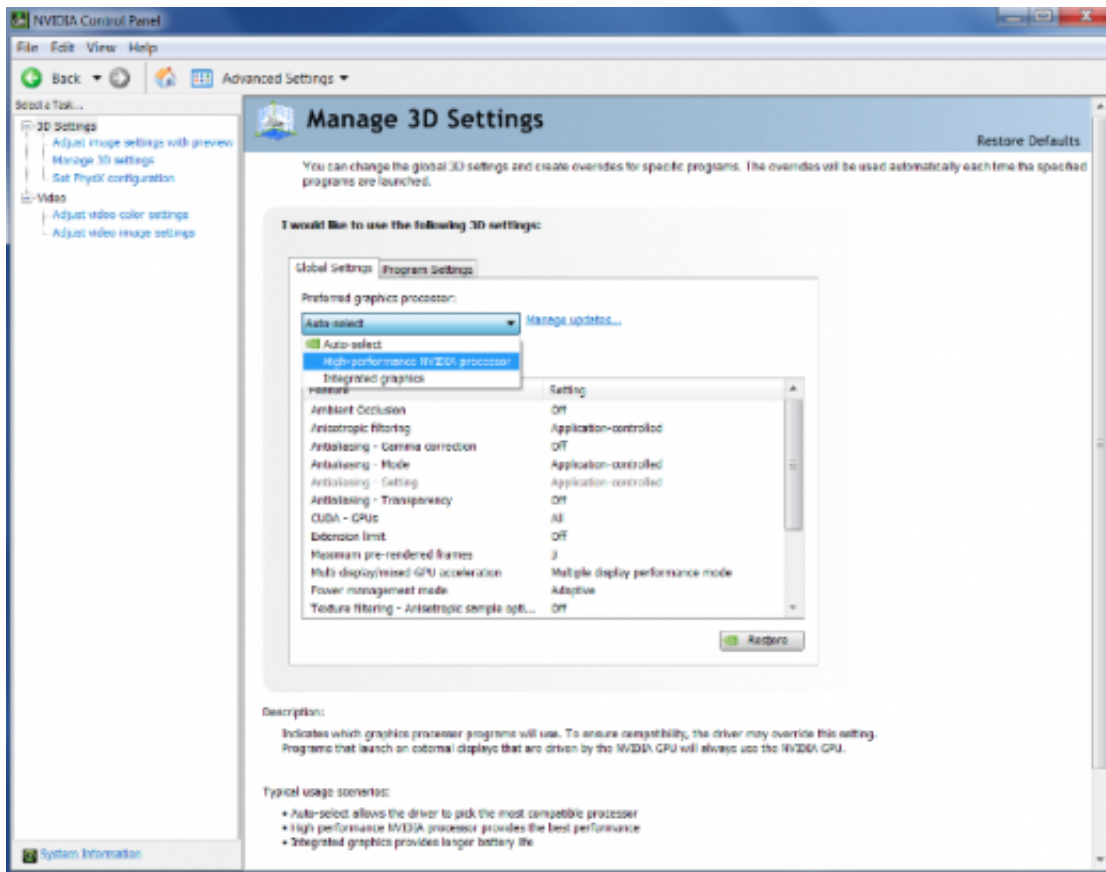 NVIDIA Control Panel
File Edit View Help
Back Advanced Settings
Select a Task...
3D Settings
Adjust image settings with preview
Manage 3D settings
Set PhysX configuration
Video
Adjust video color settings
Adjust video image settings
System Information
Manage 3D Settings
Restore Defaults
You can change the global 3D settings and create overrides for specific programs. The overrides will be used automatically each time the specified
programs are launched.
I would like to use the following 3D settings:
Global Settings Program Settings
Preferred graphics processor:
Auto-select Manage updates...
Auto-select
High-performance NVIDIA processor
Integrated graphics
Feature Setting
Ambient Occlusion Off
Anisotropic filtering Application-controlled
Antialiasing - Gamma correction Off
Antialiasing - Mode Application-controlled
Antialiasing - Setting Application-controlled
Antialiasing - Transparency Off
CUDA - GPUs All
Extension limit Off
Maximum pre-rendered frames 3
Multi display/mixed GPU acceleration Multiple display performance mode
Power management mode Adaptive
Texture filtering - Anisotropic sample opti... Off
Restore
Description:
Indicates which graphics processor programs will use. To ensure compatibility, the driver may override this setting.
Programs that launch on external displays that are driven by the NVIDIA GPU will always use the NVIDIA GPU.
Typical usage scenarios:
• Auto-select allows the driver to pick the most compatible processor
• High performance NVIDIA processor provides the best performance
• Integrated graphics provides longer battery life